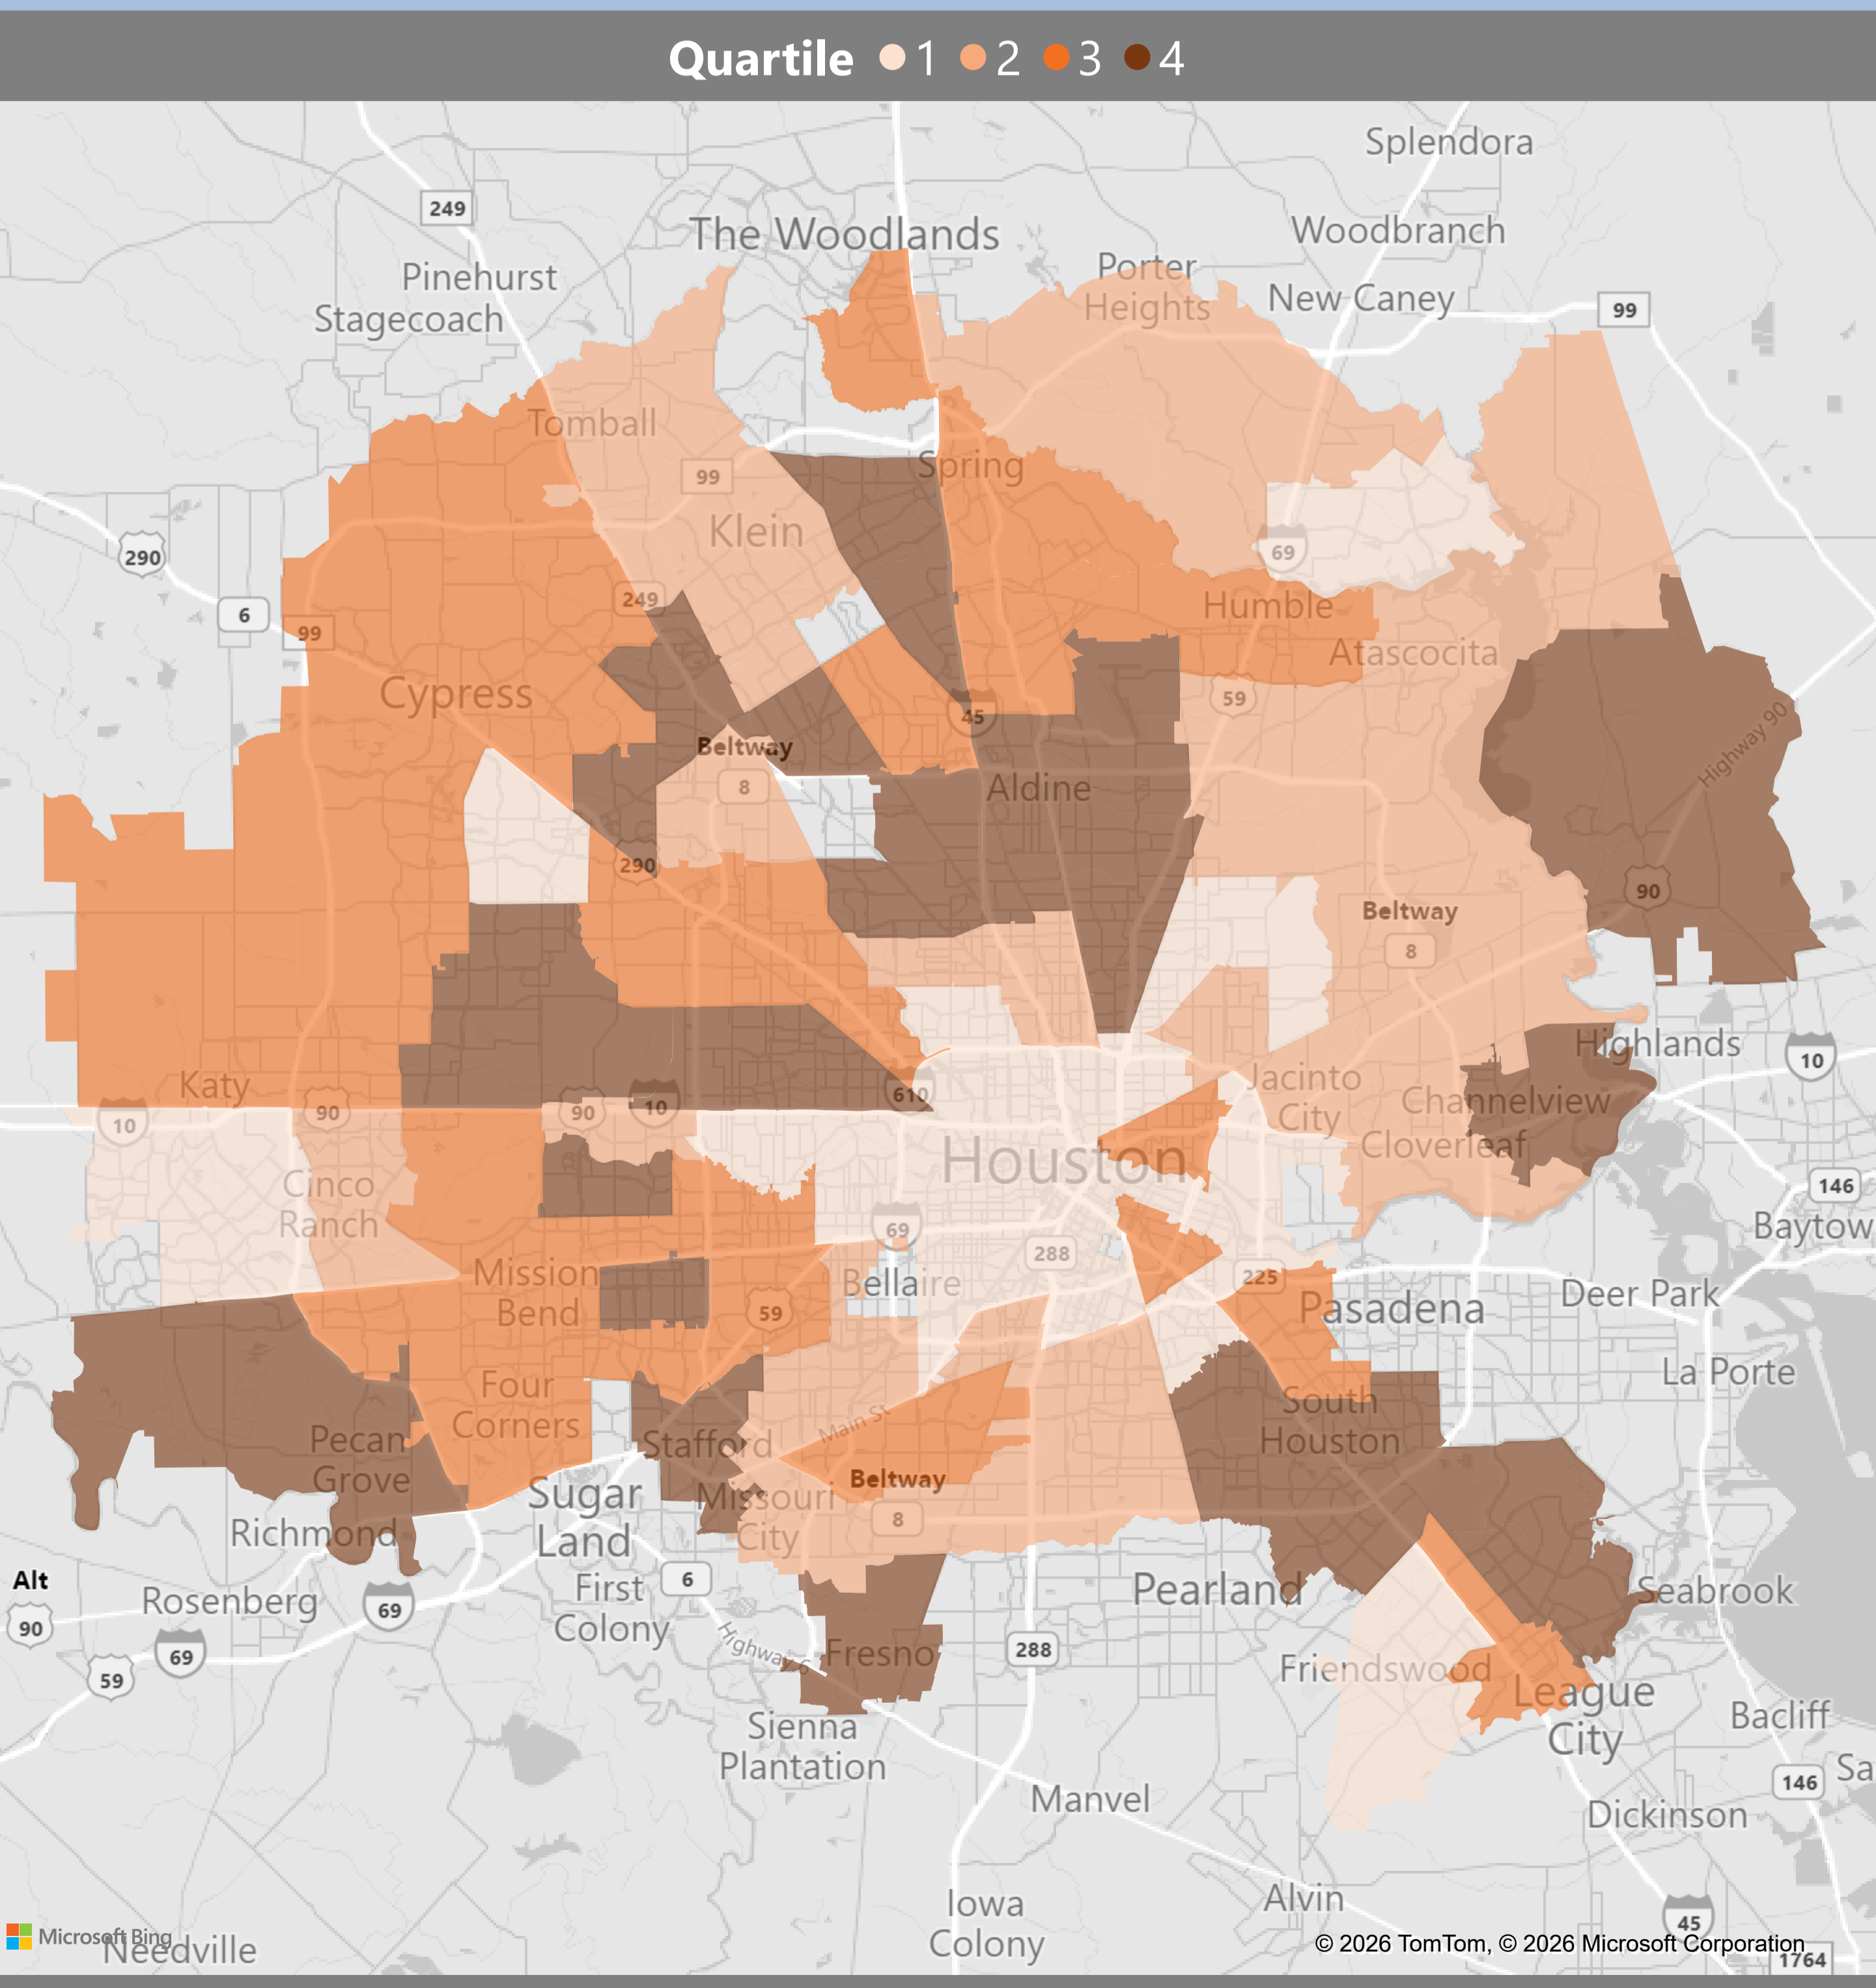 Quartile 1 2 3 4
Splendora
249
The Woodlands
Woodbranch
Pinehurst
Porter
Heights
New Caney
Stagecoach
99
Tomball
Spring
99
Klein
290
69
6
249
99
Humble
Atascocita
Cypress
59
45
Highway 90
Beltway
8
Aldine
290
90
Beltway
8
Highlands
10
Katy
Jacinto
City
610
90
90
10
10
Channelview
Cloverleaf
Houston
Cinco
Ranch
146
Baytow
69
288
Mission
Bend
Bellaire
225
59
Pasadena
Deer Park
La Porte
Four
Corners
South
Houston
Main St
Pecan
Grove
Stafford
Beltway
8
Missouri
City
Sugar
Land
Richmond
Alt
90
Rosenberg
69
First
Colony
6
Pearland
Seabrook
69
59
Highway 6
Fresno
288
Friendswood
League
City
Bacliff
Sienna
Plantation
Sa
146
Manvel
Dickinson
Alvin
Iowa
Colony
45
Microsoft Bing
Needville
© 2026 TomTom, © 2026 Microsoft Corporation
1764